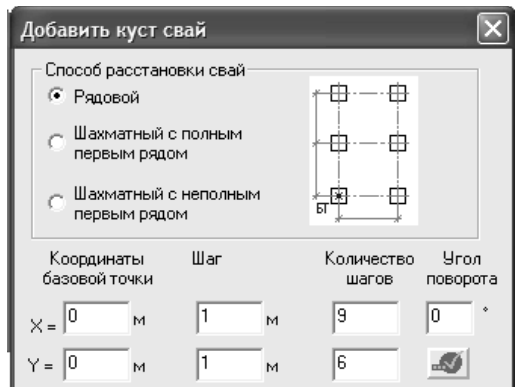 Добавить куст свай
Способ расстановки свай
Рядовой
Шахматный с полным
первым рядом
Шахматный с неполным
первым рядом
БТ
Координаты базовой точки
Шаг
Количество шагов
Угол поворота
X = 0 м 1 м 9 0 °
Y = 0 м 1 м 6